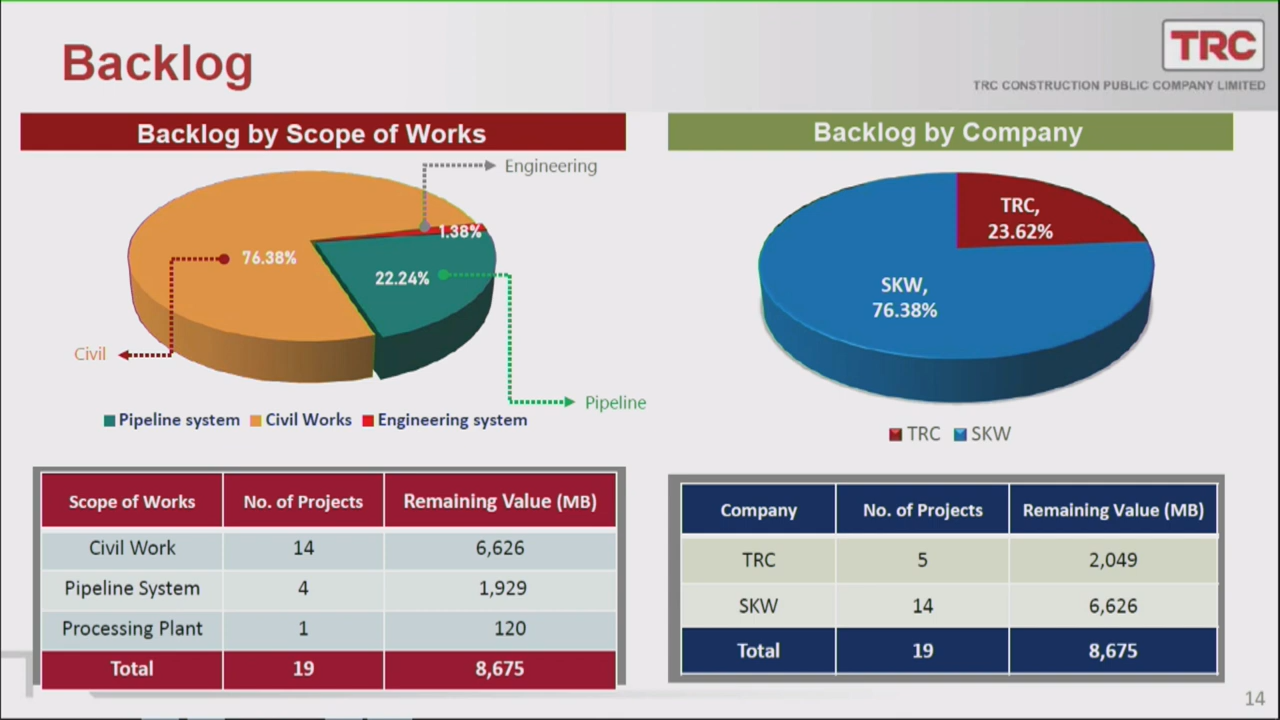 Backlog
TRC
TRC CONSTRUCTION PUBLIC COMPANY LIMITED
Backlog by Scope of Works
Engineering
1.38%
76.38%
22.24%
Civil
Pipeline
Pipeline system Civil Works Engineering system
Scope of Works No. of Projects Remaining Value (MB)
Civil Work 14 6,626
Pipeline System 4 1,929
Processing Plant 1 120
Total 19 8,675
Backlog by Company
TRC,
23.62%
SKW,
76.38%
TRC SKW
Company No. of Projects Remaining Value (MB)
TRC 5 2,049
SKW 14 6,626
Total 19 8,675
14